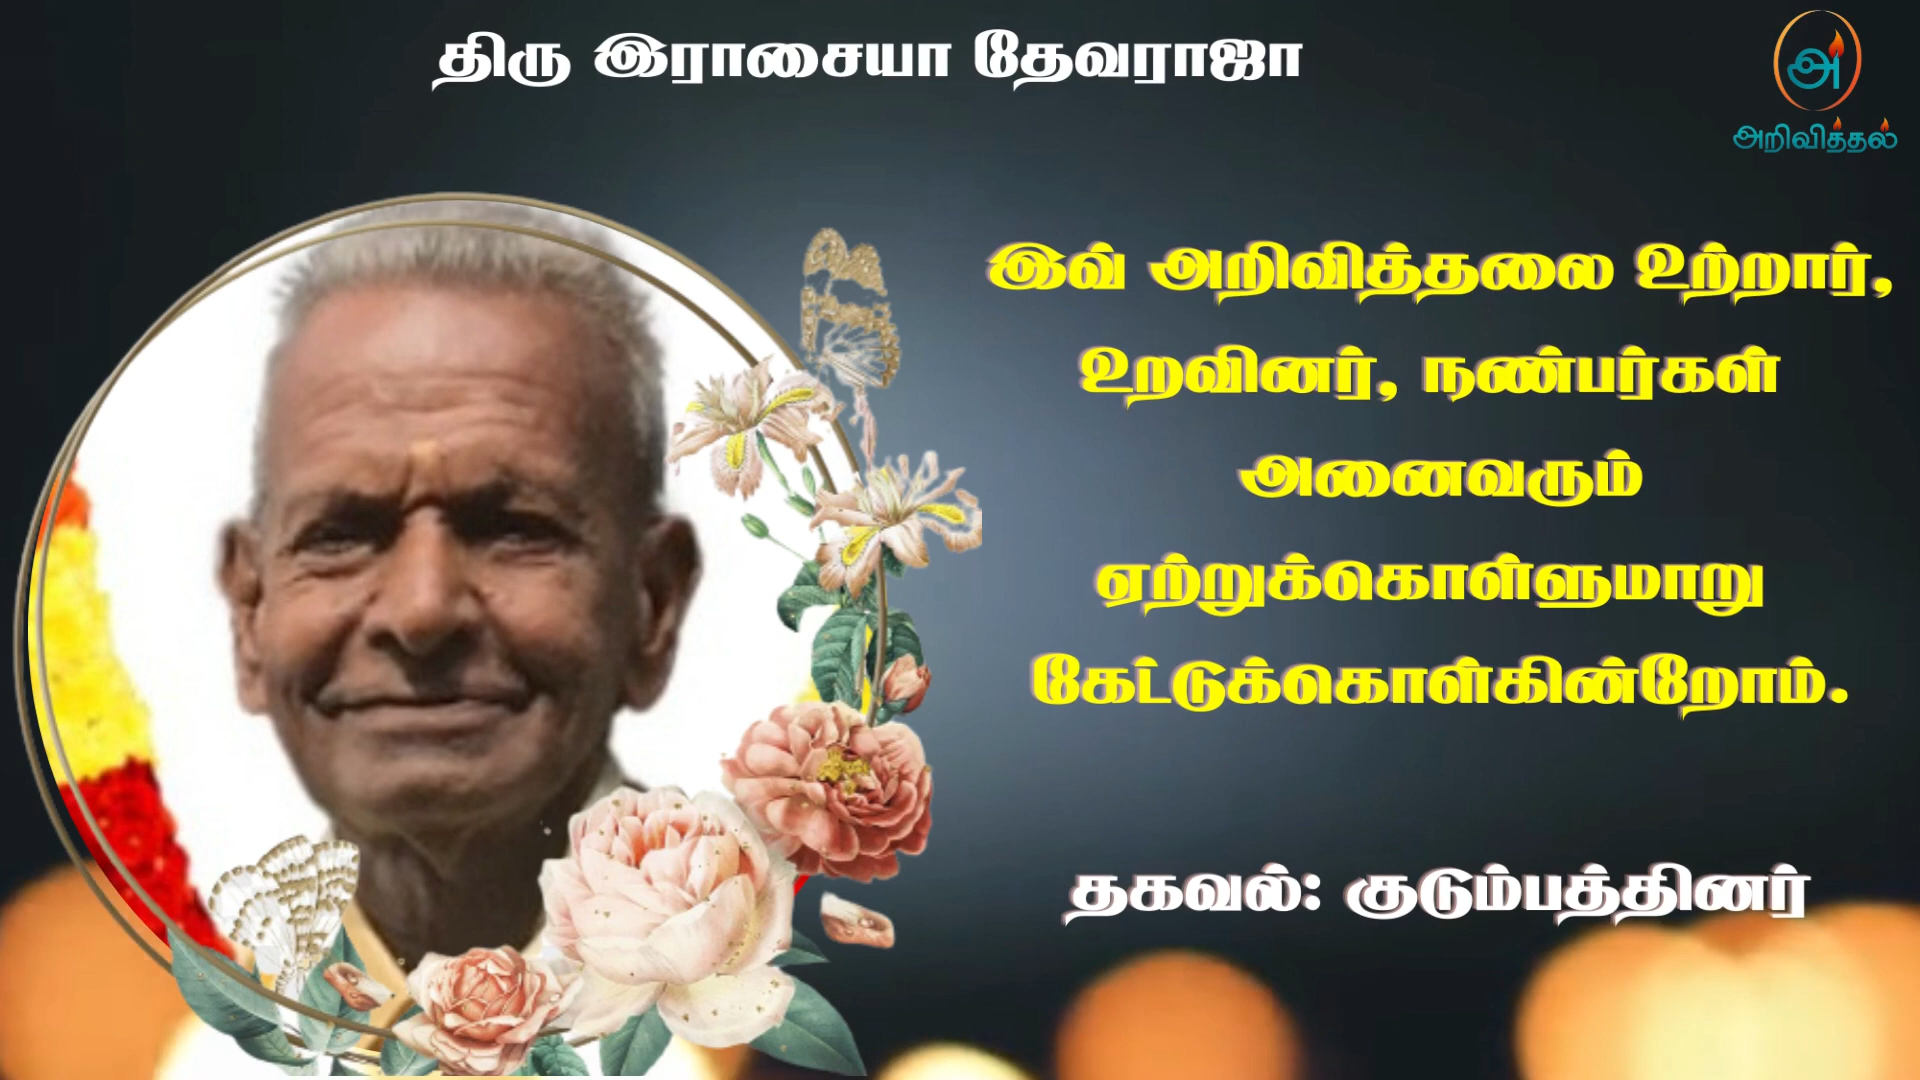 திரு இராசையா தேவராஜா
அ
அறிவித்தல்
இவ் அறிவித்தலை உற்றார்,
உறவினர், நண்பர்கள்
அனைவரும்
ஏற்றுக்கொள்ளுமாறு
கேட்டுக்கொள்கின்றோம்.
தகவல்: குடும்பத்தினர்